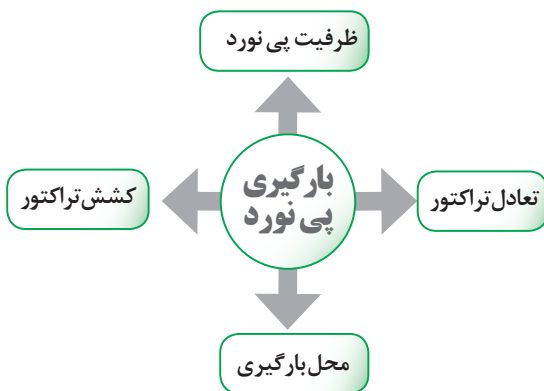 ظرفیت پی نورد
بارگیری
پی نورد
تعادل تراکتور
کشش تراکتور
محل بارگیری